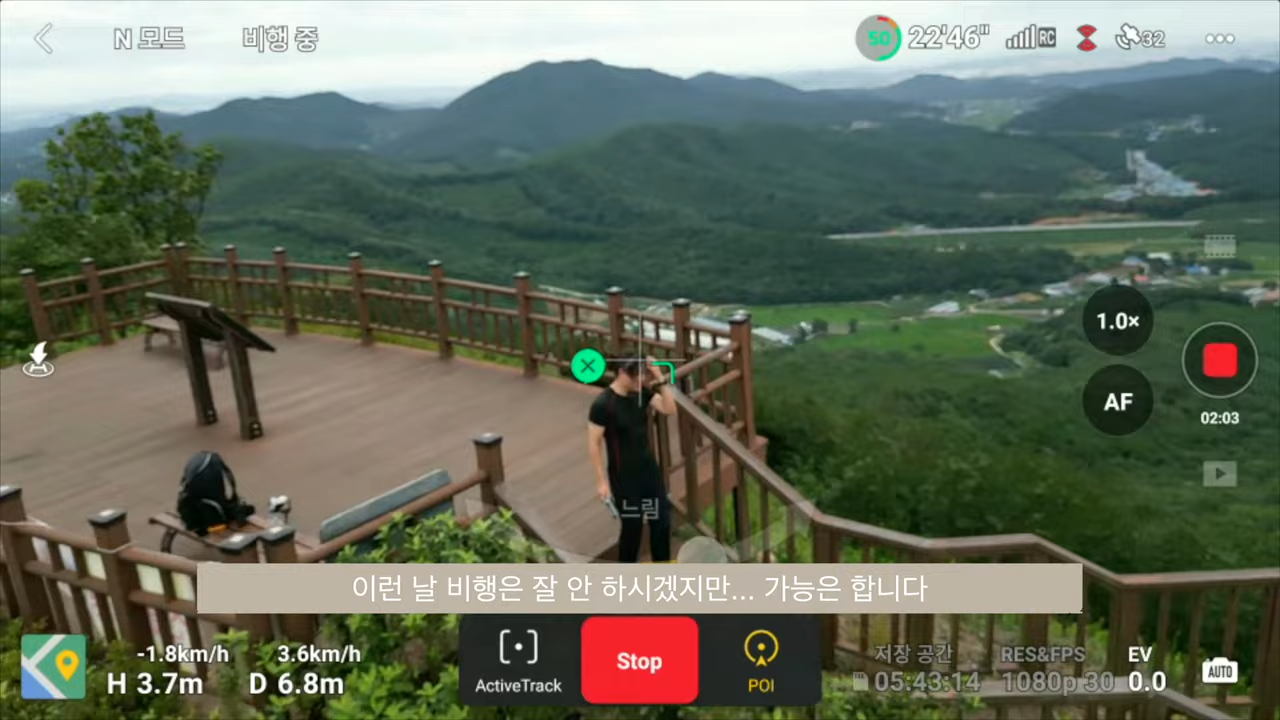 N 모드
비행 중
50
22'46"
RC
32
1.0×
AF
02:03
느림
이런 날 비행은 잘 안 하시겠지만... 가능은 합니다
-1.8km/h
3.6km/h
H 3.7m
D 6.8m
ActiveTrack
Stop
POI
저장 공간
05:43:14
RES&FPS
1080p 30
EV
0.0
AUTO